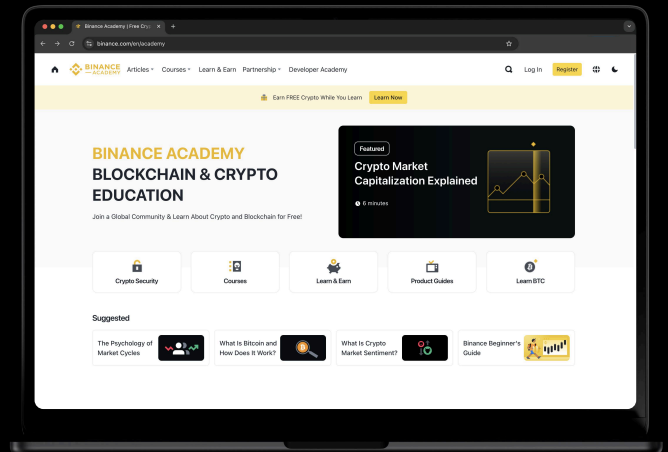 Binance Academy | Free Cryp
binance.com/en/academy
BINANCE
ACADEMY
Articles
Courses
Learn & Earn
Partnership
Developer Academy
Log In
Register
Earn FREE Crypto While You Learn
Learn Now
BINANCE ACADEMY
BLOCKCHAIN & CRYPTO
EDUCATION
Join a Global Community & Learn About Crypto and Blockchain for Free!
Featured
Crypto Market
Capitalization Explained
6 minutes
Crypto Security
Courses
Learn & Earn
Product Guides
Learn BTC
Suggested
The Psychology of
Market Cycles
What Is Bitcoin and
How Does It Work?
What Is Crypto
Market Sentiment?
Binance Beginner's
Guide